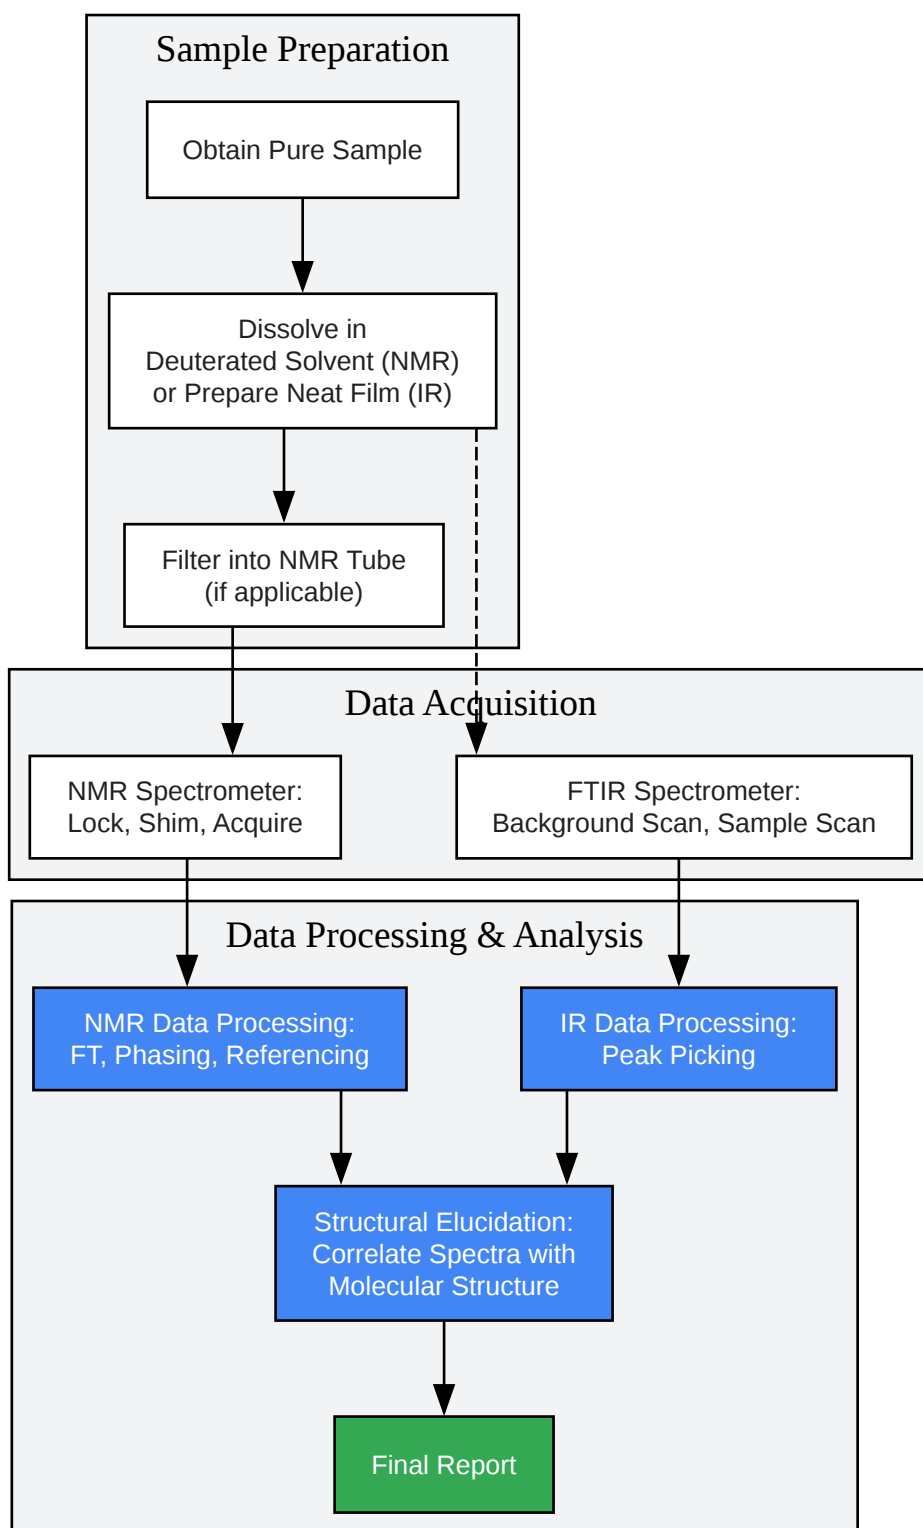 Sample Preparation
Obtain Pure Sample
Dissolve in
Deuterated Solvent (NMR)
or Prepare Neat Film (IR)
Filter into NMR Tube
(if applicable)
Data Acquisition
NMR Spectrometer:
Lock, Shim, Acquire
FTIR Spectrometer:
Background Scan, Sample Scan
Data Processing & Analysis
NMR Data Processing:
FT, Phasing, Referencing
IR Data Processing:
Peak Picking
Structural Elucidation:
Correlate Spectra with
Molecular Structure
Final Report